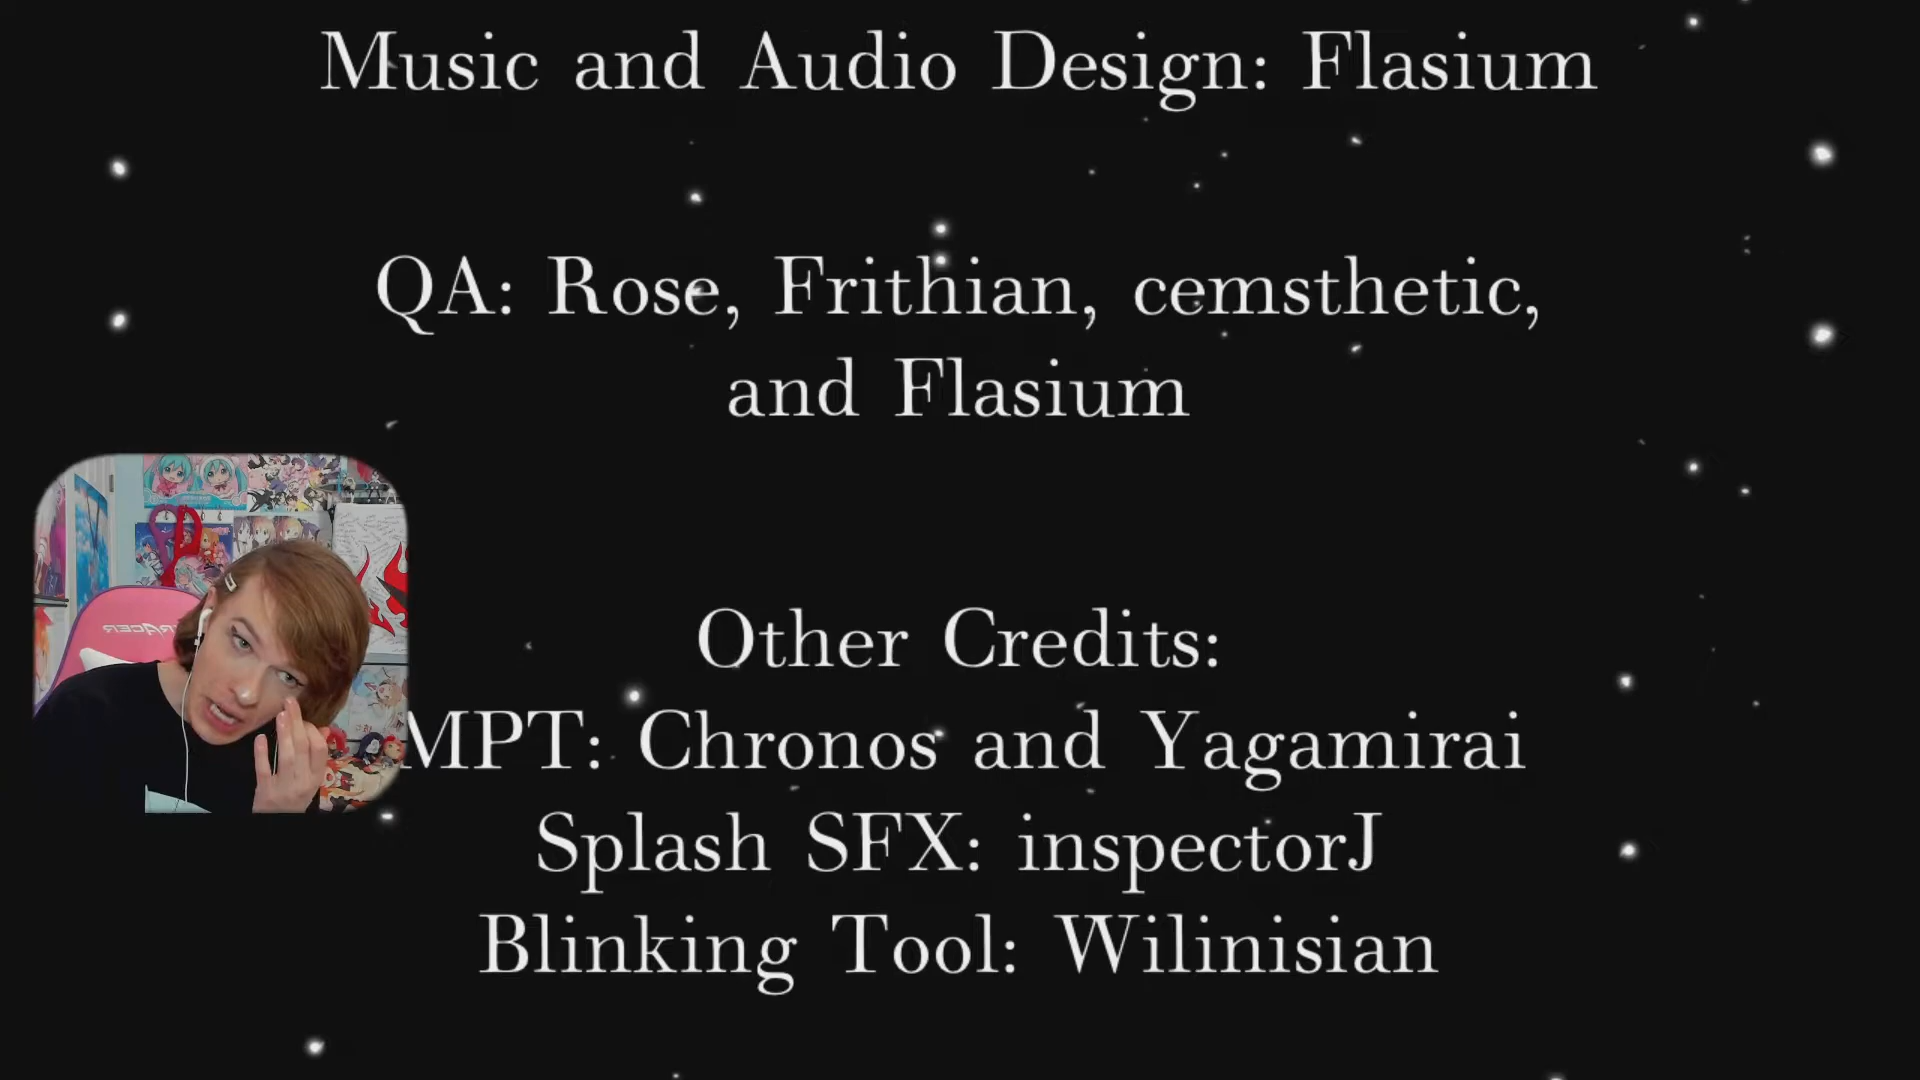 Music and Audio Design: Flasium
QA: Rose, Frithian, cemsthetic,
and Flasium
Other Credits:
MPT: Chronos and Yagamirai
Splash SFX: inspectorJ
Blinking Tool: Wilinisian